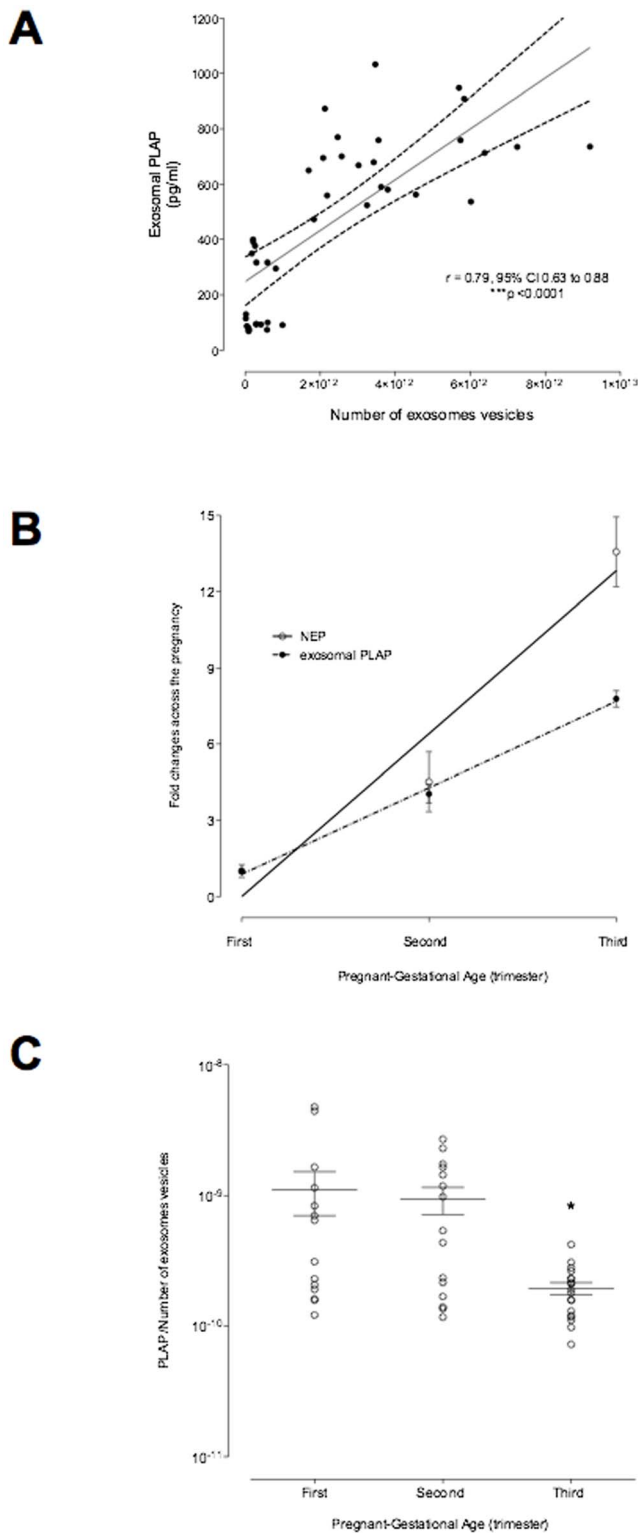 A
1200
1000
800
600
400
200
0
Exosomal PLAP
(pg/ml)
r = 0.79, 95% CI 0.63 to 0.88
***p <0.0001
0 2×10¹² 4×10¹² 6×10¹² 8×10¹² 1×10¹³
Number of exosomes vesicles
B
15
12
9
6
3
0
Fold changes across the pregnancy
NEP
exosomal PLAP
First Second Third
Pregnant-Gestational Age (trimester)
C
10⁻⁸
10⁻⁹
10⁻¹⁰
10⁻¹¹
PLAP/Number of exosomes vesicles
*
First Second Third
Pregnant-Gestational Age (trimester)